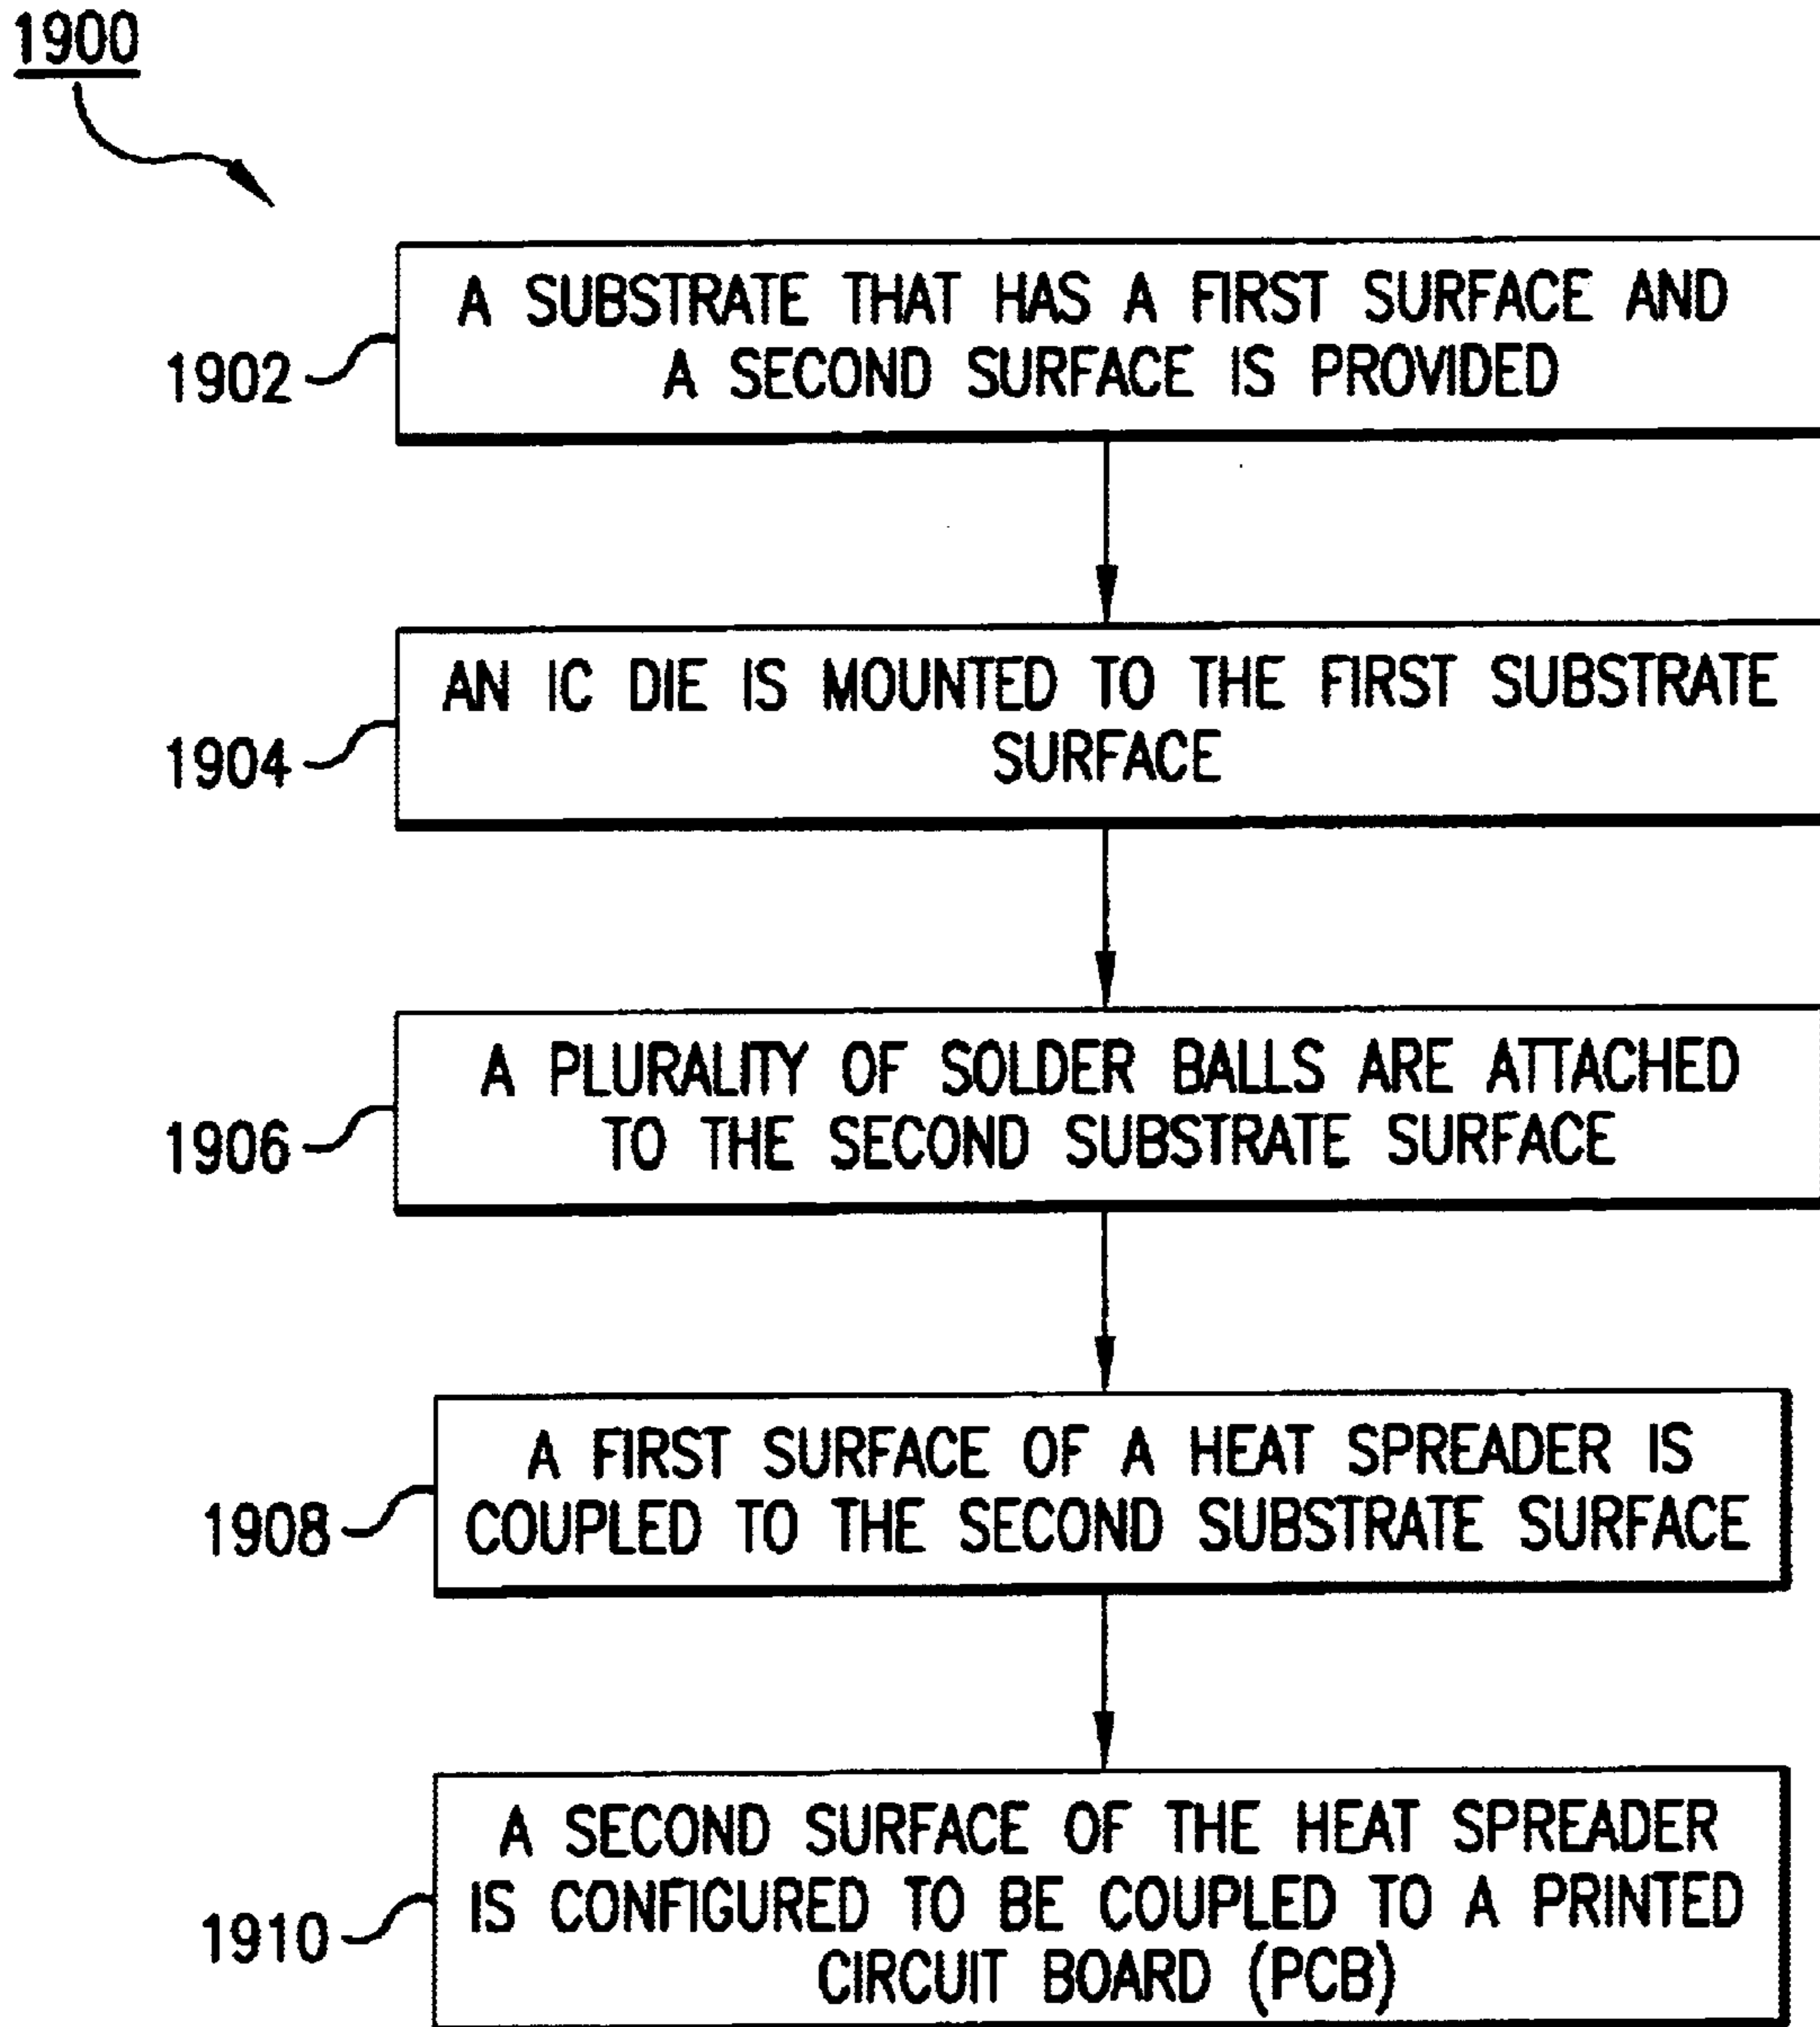 1900
A SUBSTRATE THAT HAS A FIRST SURFACE AND
A SECOND SURFACE IS PROVIDED
1902
AN IC DIE IS MOUNTED TO THE FIRST SUBSTRATE
SURFACE
1904
A PLURALITY OF SOLDER BALLS ARE ATTACHED
TO THE SECOND SUBSTRATE SURFACE
1906
A FIRST SURFACE OF A HEAT SPREADER IS
COUPLED TO THE SECOND SUBSTRATE SURFACE
1908
A SECOND SURFACE OF THE HEAT SPREADER
IS CONFIGURED TO BE COUPLED TO A PRINTED
CIRCUIT BOARD (PCB)
1910